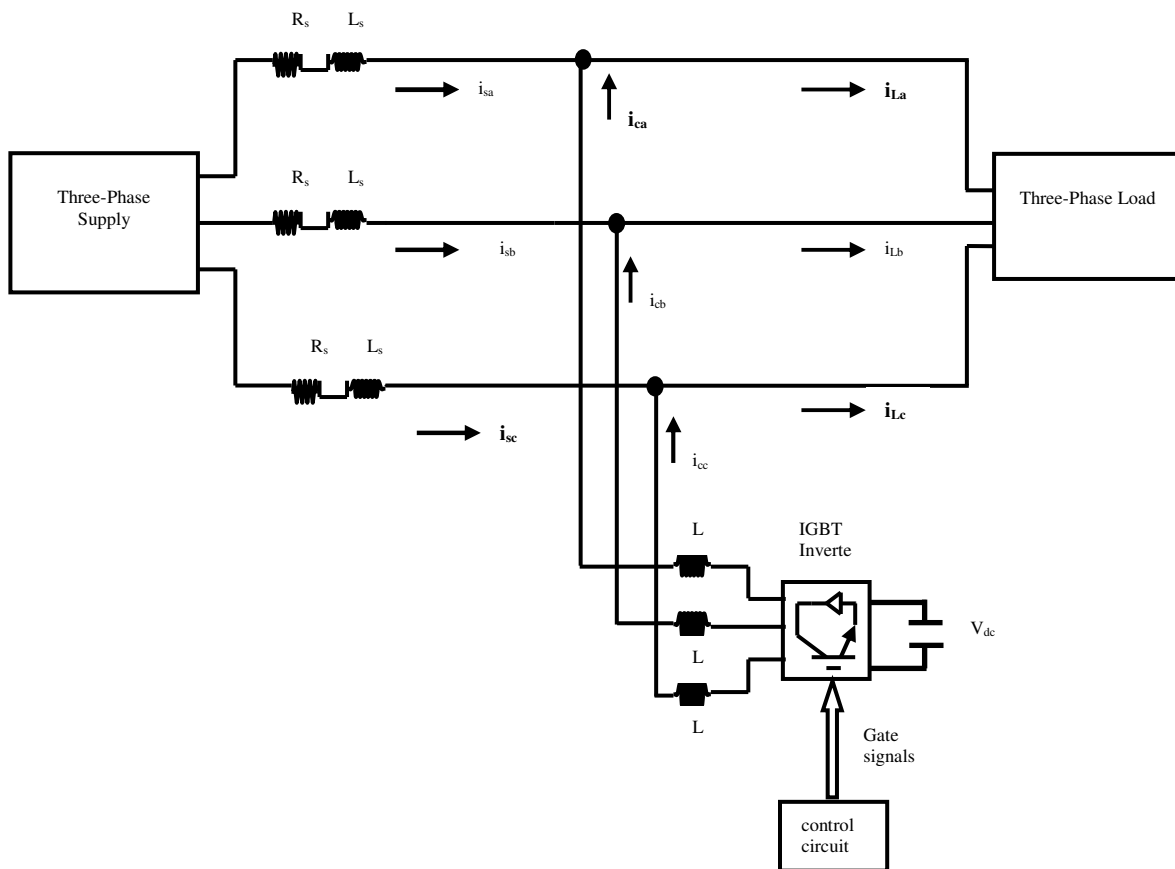 Rs Ls
isa
iLa
ica
Rs Ls
Three-Phase
Supply
Three-Phase Load
isb
iLb
icb
Rs Ls
iLc
isc
icc
L
IGBT
Inverte
Vdc
L
L
Gate
signals
control
circuit